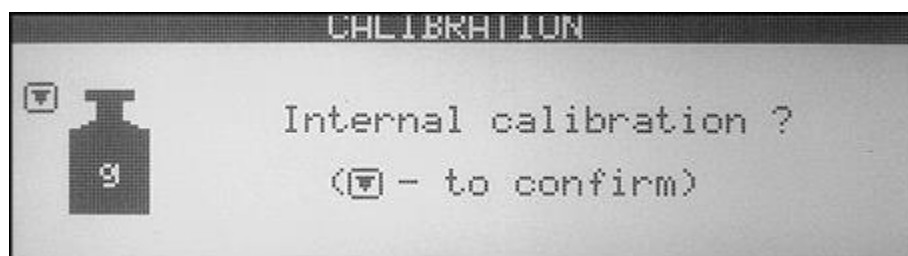 CALIBRATION
g
Internal calibration ?
(▼ - to confirm)